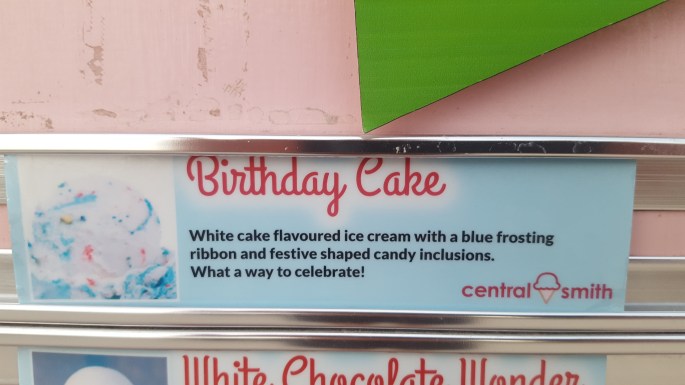 Birthday Cake
White cake flavoured ice cream with a blue frosting
ribbon and festive shaped candy inclusions.
What a way to celebrate!
central smith
White Chocolate Wonder